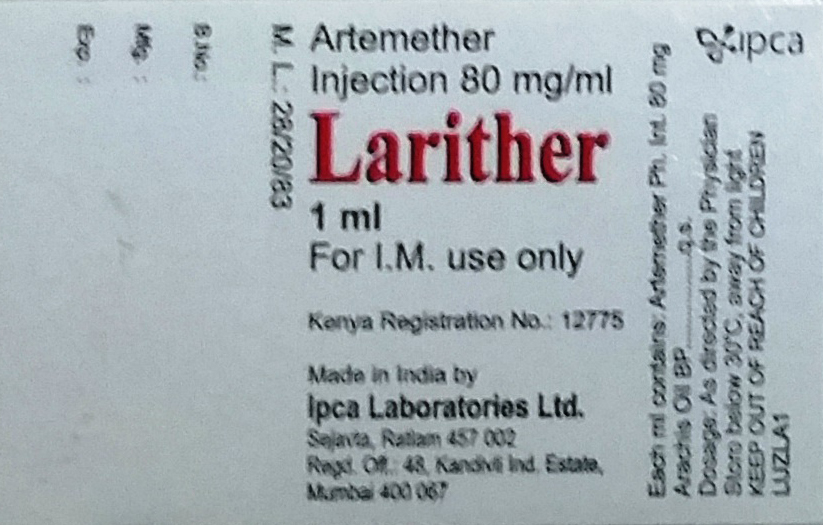 B.No.:
Mfg. :
Exp. :
M. L.: 28/20/83
Artemether
Injection 80 mg/ml
Larither
1 ml
For I.M. use only
Kenya Registration No.: 12775
Made in India by
Ipca Laboratories Ltd.
Sejavta, Ratlam 457 002
Regd. Off.: 48, Kandivli Ind. Estate,
Mumbai 400 067
ipca
Each ml contains: Artemether Ph. Int. 80 mg
Arachis Oil BP..............q.s.
Dosage: As directed by the Physician
Store below 30°C, away from light
KEEP OUT OF REACH OF CHILDREN
LUZLA1